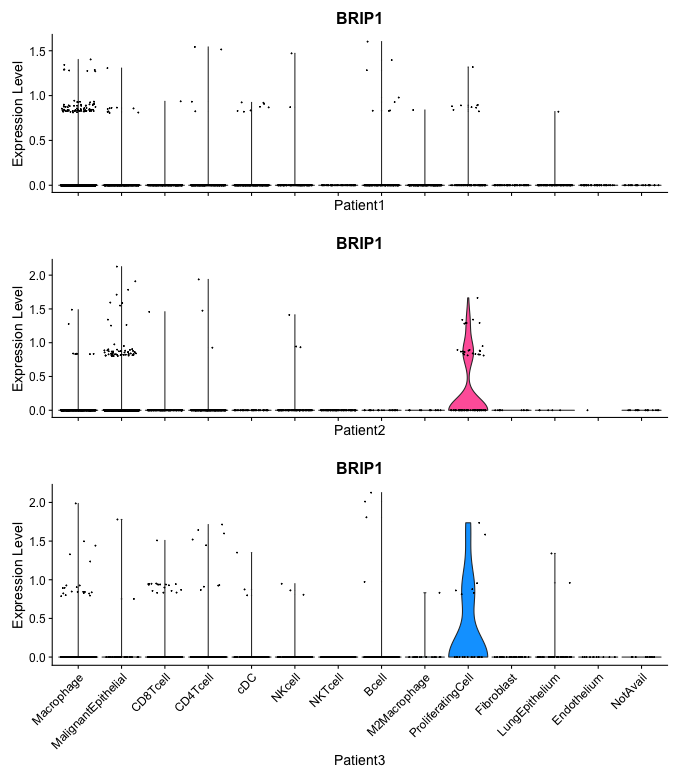 BRIP1
Expression Level
1.5
1.0
0.5
0.0
Patient1
BRIP1
Expression Level
2.0
1.5
1.0
0.5
0.0
Patient2
BRIP1
Expression Level
2.0
1.5
1.0
0.5
0.0
Macrophage
MalignantEpithelial
CD8Tcell
CD4Tcell
cDC
NKcell
NKTcell
Bcell
M2Macrophage
ProliferatingCell
Fibroblast
LungEpithelium
Endothelium
NotAvail
Patient3